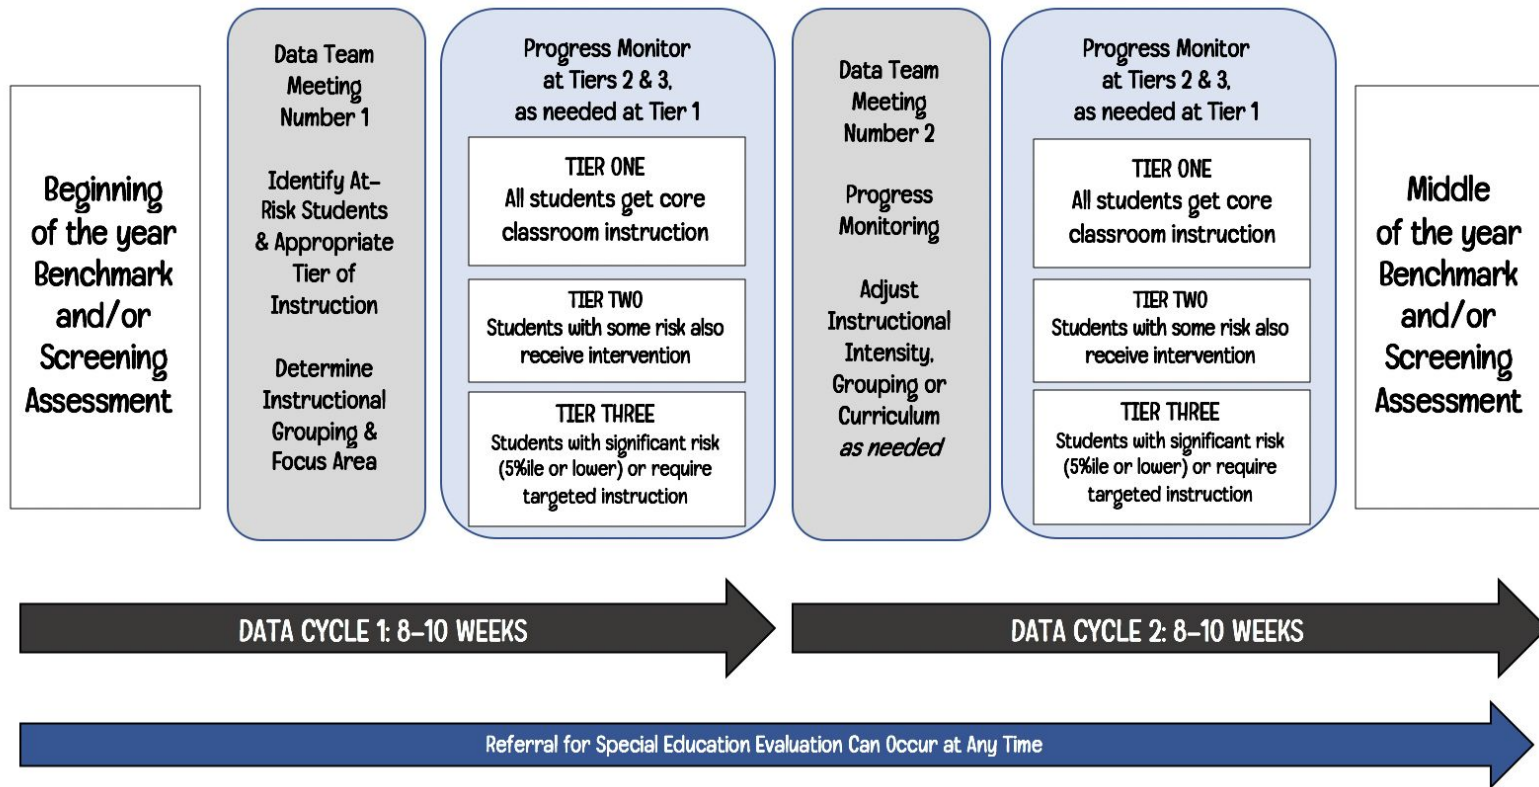 Beginning
of the year
Benchmark
and/or
Screening
Assessment
Data Team
Meeting
Number 1
Identify At-
Risk Students
& Appropriate
Tier of
Instruction
Determine
Instructional
Grouping &
Focus Area
Progress Monitor
at Tiers 2 & 3,
as needed at Tier 1
TIER ONE
All students get core
classroom instruction
TIER TWO
Students with some risk also
receive intervention
TIER THREE
Students with significant risk
(5%ile or lower) or require
targeted instruction
Data Team
Meeting
Number 2
Progress
Monitoring
Adjust
Instructional
Intensity,
Grouping or
Curriculum
as needed
Progress Monitor
at Tiers 2 & 3,
as needed at Tier 1
TIER ONE
All students get core
classroom instruction
TIER TWO
Students with some risk also
receive intervention
TIER THREE
Students with significant risk
(5%ile or lower) or require
targeted instruction
Middle
of the year
Benchmark
and/or
Screening
Assessment
DATA CYCLE 1: 8–10 WEEKS
DATA CYCLE 2: 8–10 WEEKS
Referral for Special Education Evaluation Can Occur at Any Time